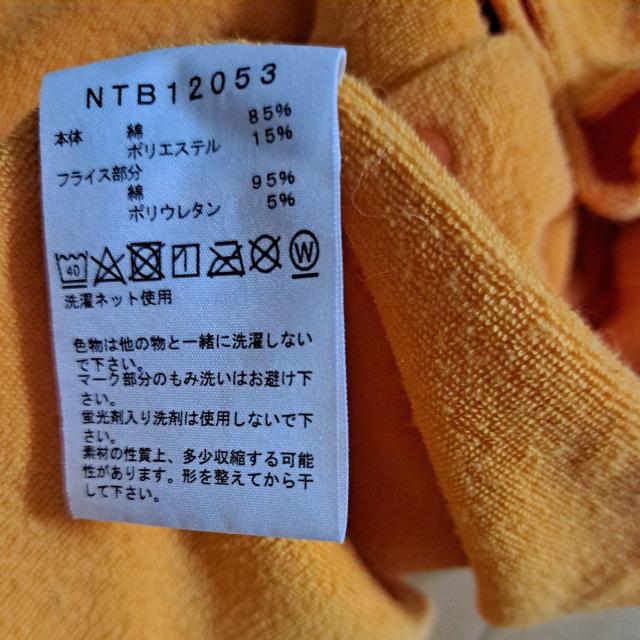 NTB12053
本体 綿 85%
ポリエステル 15%
フライス部分
綿 95%
ポリウレタン 5%
40 W
洗濯ネット使用
色物は他の物と一緒に洗濯しない
で下さい。
マーク部分のもみ洗いはお避け下
さい。
蛍光剤入り洗剤は使用しないで下
さい。
素材の性質上、多少収縮する可能
性があります。形を整えてから干
して下さい。